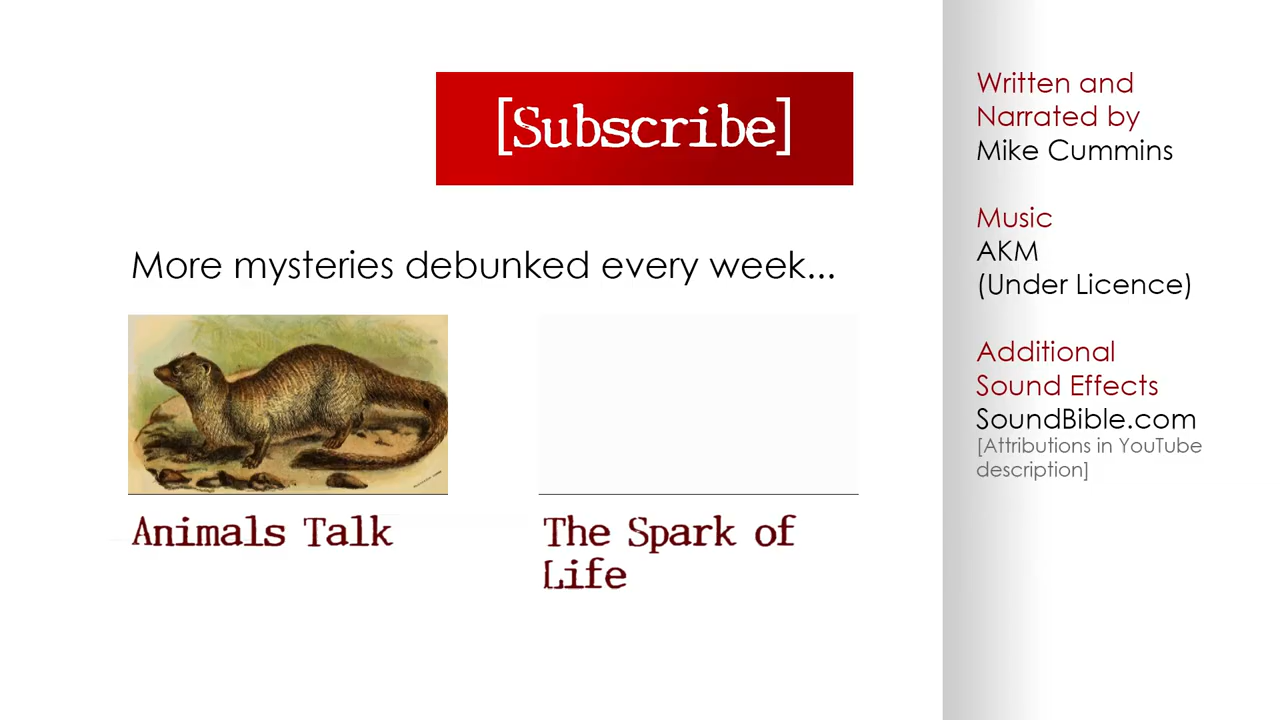 [Subscribe]
More mysteries debunked every week...
Animals Talk
The Spark of
Life
Written and
Narrated by
Mike Cummins
Music
AKM
(Under Licence)
Additional
Sound Effects
SoundBible.com
[Attributions in YouTube
description]